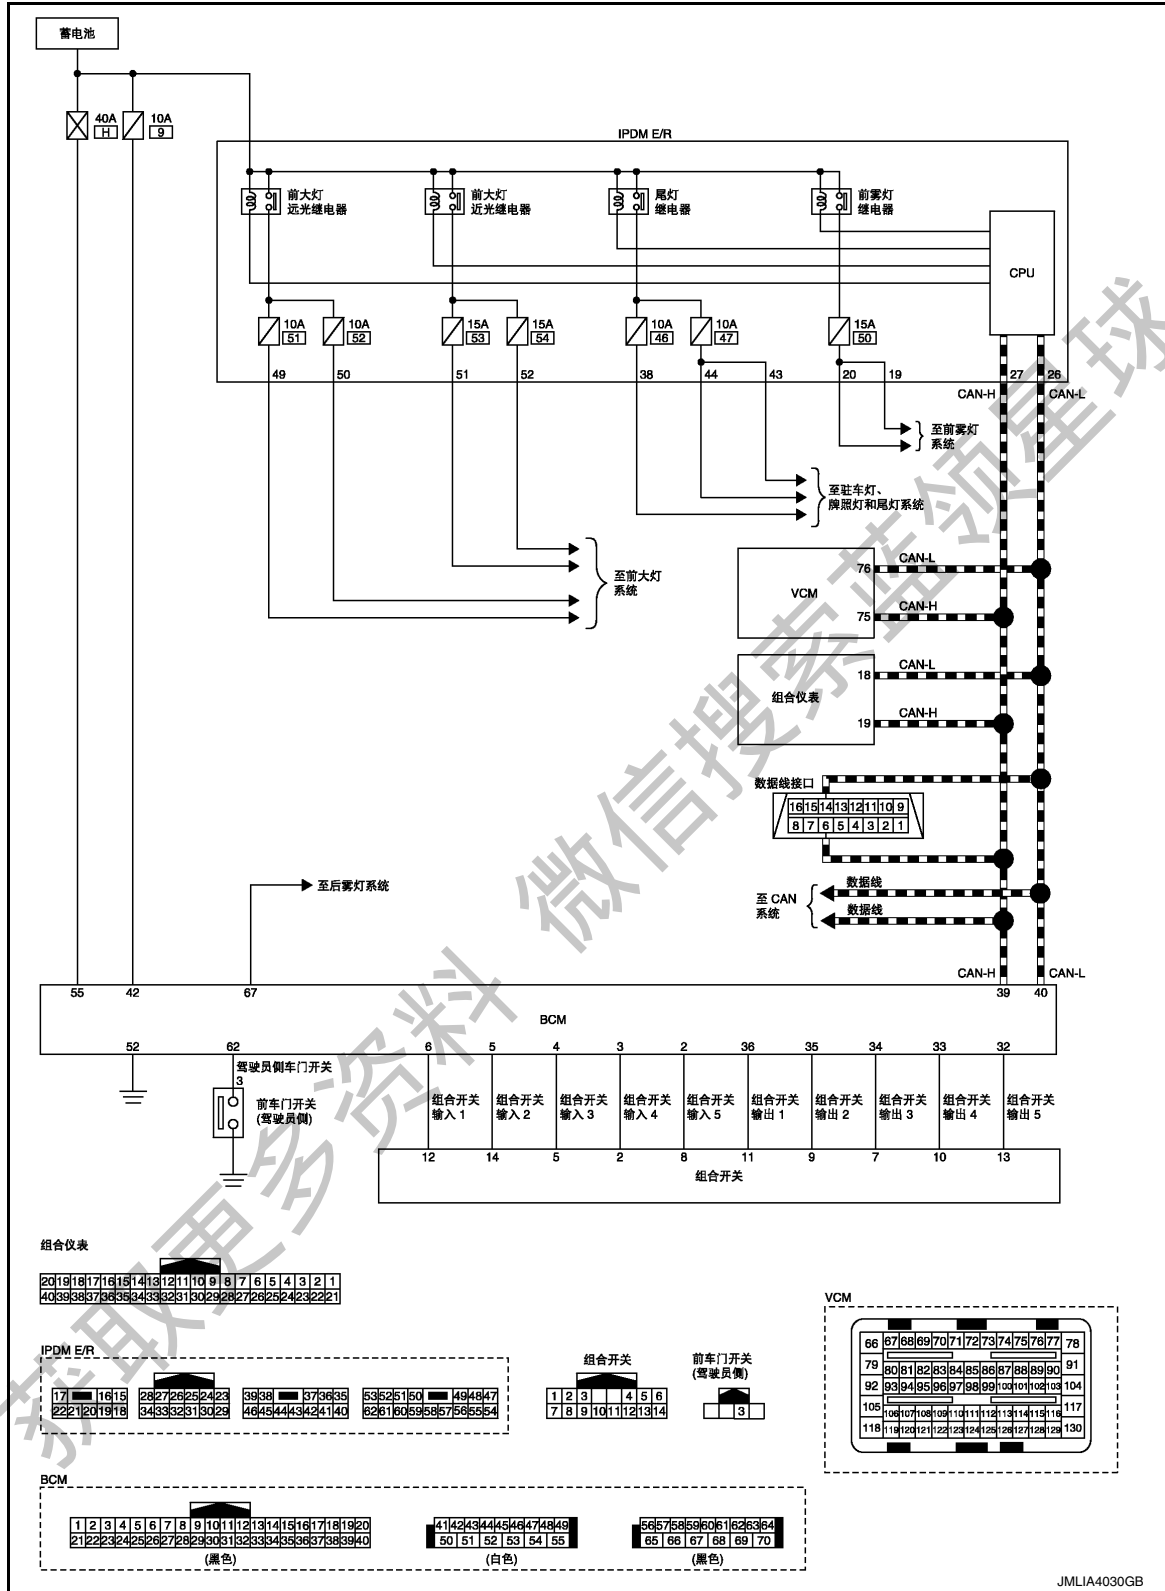 蓄电池
40A
H
10A
9
IPDM E/R
前大灯
远光继电器
前大灯
近光继电器
尾灯
继电器
前雾灯
继电器
CPU
10A
51
10A
52
15A
53
15A
54
10A
46
10A
47
15A
50
49 50 51 52 38 44 43 20 19 27 26
CAN-H CAN-L
至前雾灯
系统
至驻车灯、
牌照灯和尾灯系统
至前大灯
系统
VCM
76 CAN-L
75 CAN-H
组合仪表
18 CAN-L
19 CAN-H
数据线接口
16 15 14 13 12 11 10 9
8 7 6 5 4 3 2 1
至 CAN
系统
数据线
数据线
至后雾灯系统
CAN-H CAN-L
55 42 67 39 40
BCM
52 62 6 5 4 3 2 36 35 34 33 32
驾驶员侧车门开关
3
前车门开关
(驾驶员侧)
组合开关
输入 1
组合开关
输入 2
组合开关
输入 3
组合开关
输入 4
组合开关
输入 5
组合开关
输出 1
组合开关
输出 2
组合开关
输出 3
组合开关
输出 4
组合开关
输出 5
12 14 5 2 8 11 9 7 10 13
组合开关
组合仪表
20 19 18 17 16 15 14 13 12 11 10 9 8 7 6 5 4 3 2 1
40 39 38 37 36 35 34 33 32 31 30 29 28 27 26 25 24 23 22 21
IPDM E/R
17 16 15
22 21 20 19 18
28 27 26 25 24 23
34 33 32 31 30 29
39 38 37 36 35
46 45 44 43 42 41 40
53 52 51 50 49 48 47
62 61 60 59 58 57 56 55 54
组合开关
1 2 3 4 5 6
7 8 9 10 11 12 13 14
前车门开关
(驾驶员侧)
3
VCM
66 67 68 69 70 71 72 73 74 75 76 77 78
79 80 81 82 83 84 85 86 87 88 89 90 91
92 93 94 95 96 97 98 99 100 101 102 103 104
105 106 107 108 109 110 111 112 113 114 115 116 117
118 119 120 121 122 123 124 125 126 127 128 129 130
BCM
1 2 3 4 5 6 7 8 9 10 11 12 13 14 15 16 17 18 19 20
21 22 23 24 25 26 27 28 29 30 31 32 33 34 35 36 37 38 39 40
(黑色)
41 42 43 44 45 46 47 48 49
50 51 52 53 54 55
(白色)
56 57 58 59 60 61 62 63 64
65 66 67 68 69 70
(黑色)
JMLIA4030GB
获取更多资料 微信搜索蓝领星球